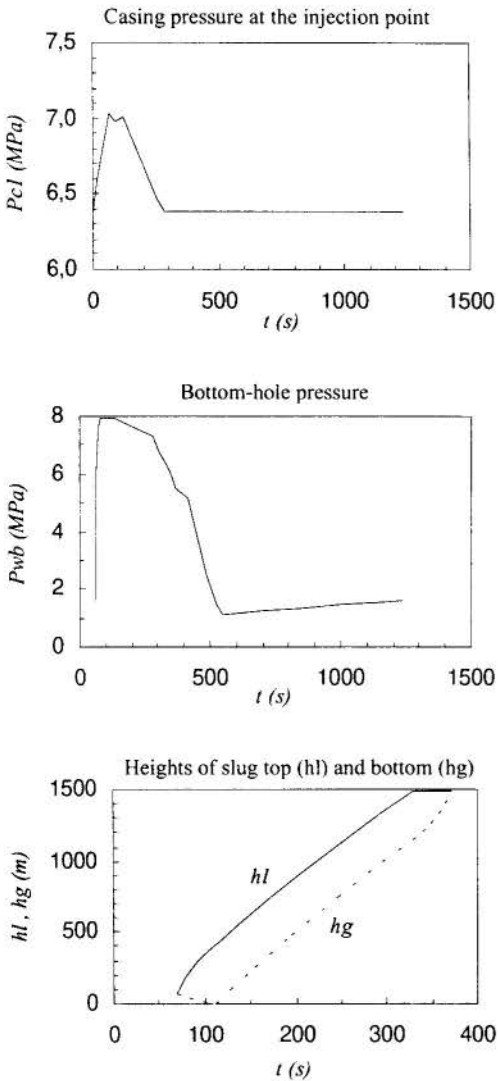 Casing pressure at the injection point
7,5
7,0
6,5
6,0
Pc1 (MPa)
0
500
1000
1500
t (s)
Bottom-hole pressure
8
6
4
2
0
Pwb (MPa)
0
500
1000
1500
t (s)
Heights of slug top (hl) and bottom (hg)
1500
1000
500
0
hl , hg (m)
hl
hg
0
100
200
300
400
t (s)